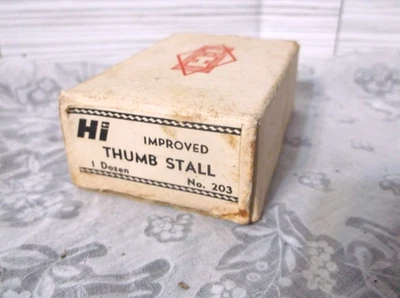 Hi IMPROVED
THUMB STALL
1 Dozen No. 203